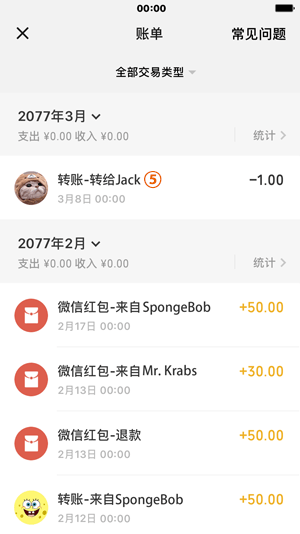 00:00
账单 常见问题
全部交易类型
2077年3月
支出 ¥0.00 收入 ¥0.00 统计
转账-转给Jack 5 -1.00
3月8日 00:00
2077年2月
支出 ¥0.00 收入 ¥0.00 统计
微信红包-来自SpongeBob +50.00
2月17日 00:00
微信红包-来自Mr. Krabs +30.00
2月13日 00:00
微信红包-退款 +50.00
2月13日 00:00
转账-来自SpongeBob +50.00
2月12日 00:00